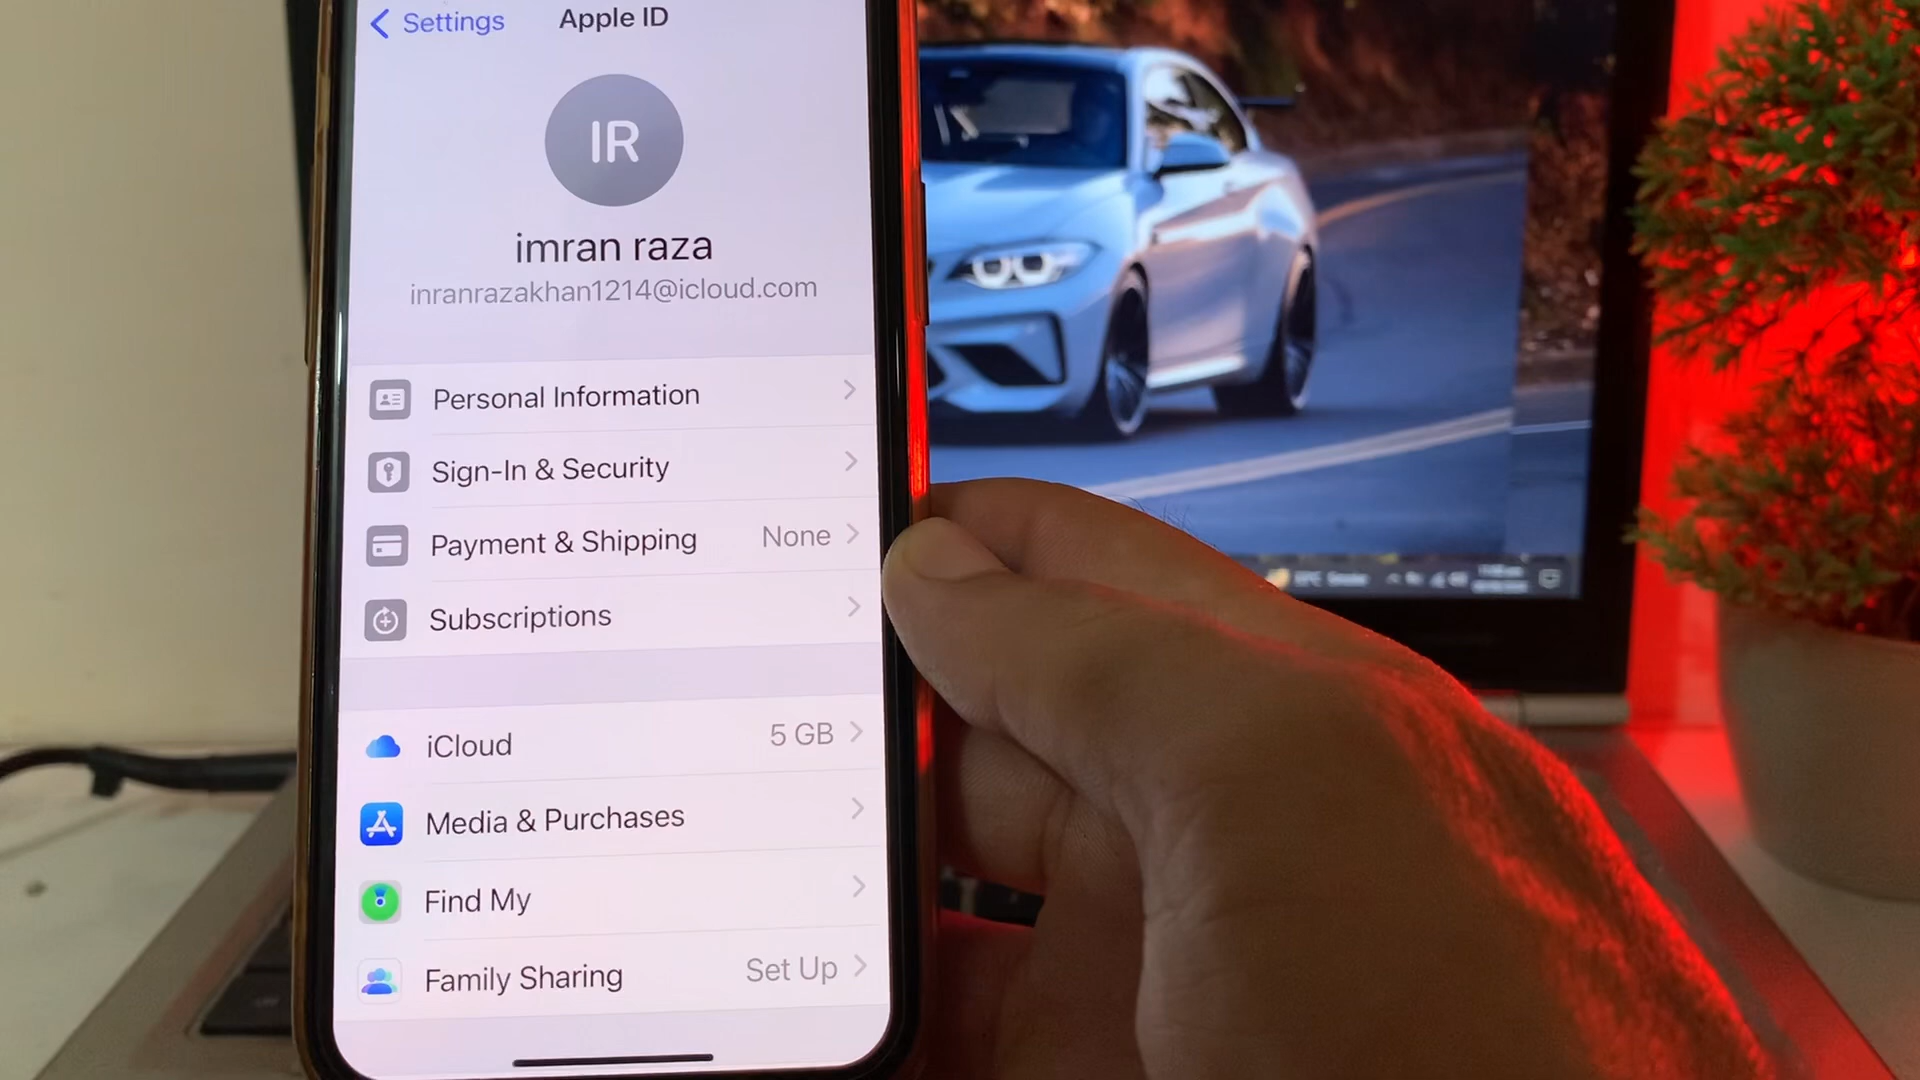 Settings
Apple ID
IR
imran raza
inranrazakhan1214@icloud.com
Personal Information
Sign-In & Security
Payment & Shipping None
Subscriptions
iCloud 5 GB
Media & Purchases
Find My
Family Sharing Set Up
Smoke